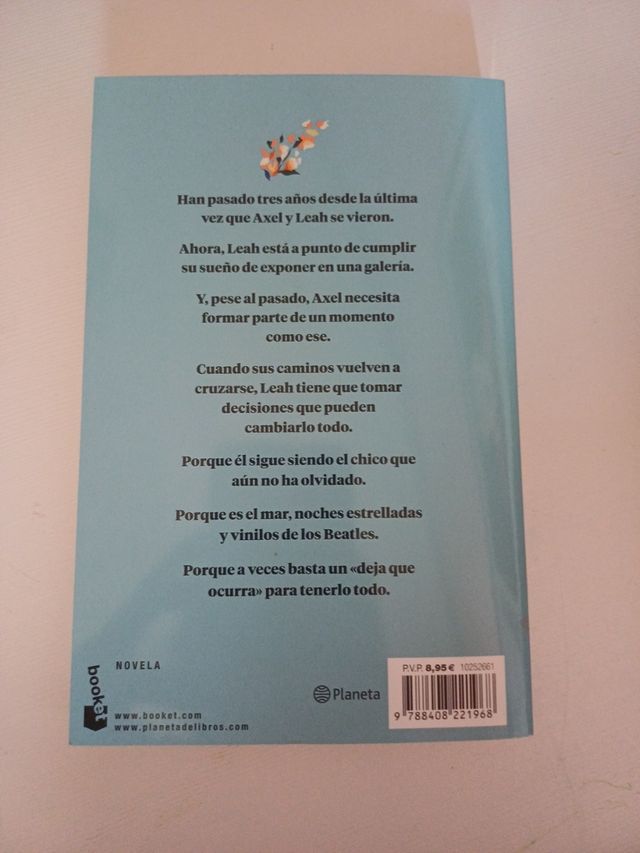 Han pasado tres años desde la última
vez que Axel y Leah se vieron.
Ahora, Leah está a punto de cumplir
su sueño de exponer en una galería.
Y, pese al pasado, Axel necesita
formar parte de un momento
como ese.
Cuando sus caminos vuelven a
cruzarse, Leah tiene que tomar
decisiones que pueden
cambiarlo todo.
Porque él sigue siendo el chico que
aún no ha olvidado.
Porque es el mar, noches estrelladas
y vinilos de los Beatles.
Porque a veces basta un «deja que
ocurra» para tenerlo todo.
NOVELA
booket
www.booket.com
www.planetadelibros.com
Planeta
P.V.P. 8,95 € 10252661
9 788408 221968